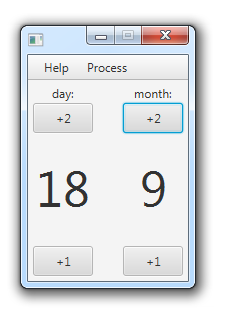 Help Process
day: month:
+2 +2
18 9
+1 +1